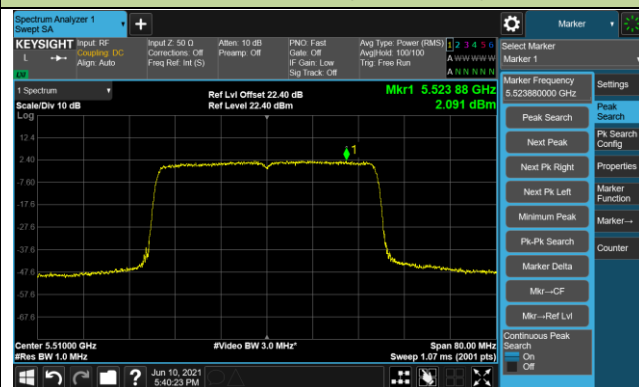 Spectrum Analyzer 1
Swept SA
Marker
KEYSIGHT
L
LXI
Input: RF
Coupling: DC
Align: Auto
Input Z: 50 Ω
Corrections: Off
Freq Ref: Int (S)
Atten: 10 dB
Preamp: Off
PNO: Fast
Gate: Off
IF Gain: Low
Sig Track: Off
Avg Type: Power (RMS)
Avg|Hold: 100/100
Trig: Free Run
1 2 3 4 5 6
A W W W W W
A N N N N N
Select Marker
Marker 1
1 Spectrum
Scale/Div 10 dB
Log
Ref Lvl Offset 22.40 dB
Ref Level 22.40 dBm
Mkr1 5.523 88 GHz
2.091 dBm
12.4
2.40
-7.60
-17.6
-27.6
-37.6
-47.6
-57.6
-67.6
1
Center 5.51000 GHz
#Res BW 1.0 MHz
#Video BW 3.0 MHz*
Span 80.00 MHz
Sweep 1.07 ms (2001 pts)
Marker Frequency
5.523880000 GHz
Peak Search
Next Peak
Next Pk Right
Next Pk Left
Minimum Peak
Pk-Pk Search
Marker Delta
Mkr→CF
Mkr→Ref Lvl
Continuous Peak
Search
On
Off
Settings
Peak
Search
Pk Search
Config
Properties
Marker
Function
Marker→
Counter
Jun 10, 2021
5:40:23 PM